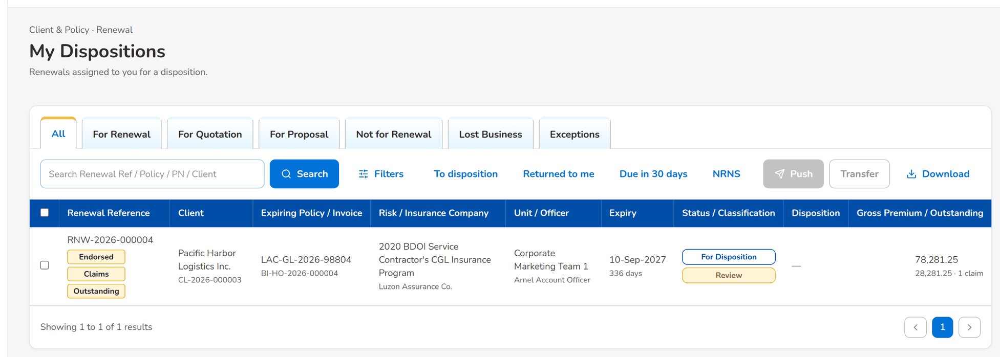 Client & Policy · Renewal
My Dispositions
Renewals assigned to you for a disposition.
All
For Renewal
For Quotation
For Proposal
Not for Renewal
Lost Business
Exceptions
Search Renewal Ref / Policy / PN / Client
Search
Filters
To disposition
Returned to me
Due in 30 days
NRNS
Push
Transfer
Download
Renewal Reference
Client
Expiring Policy / Invoice
Risk / Insurance Company
Unit / Officer
Expiry
Status / Classification
Disposition
Gross Premium / Outstanding
RNW-2026-000004
Endorsed
Claims
Outstanding
Pacific Harbor
Logistics Inc.
CL-2026-000003
LAC-GL-2026-98804
BI-HO-2026-000004
2020 BDOI Service
Contractor's CGL Insurance
Program
Luzon Assurance Co.
Corporate
Marketing Team 1
Arnel Account Officer
10-Sep-2027
336 days
For Disposition
Review
—
78,281.25
28,281.25 · 1 claim
Showing 1 to 1 of 1 results
1